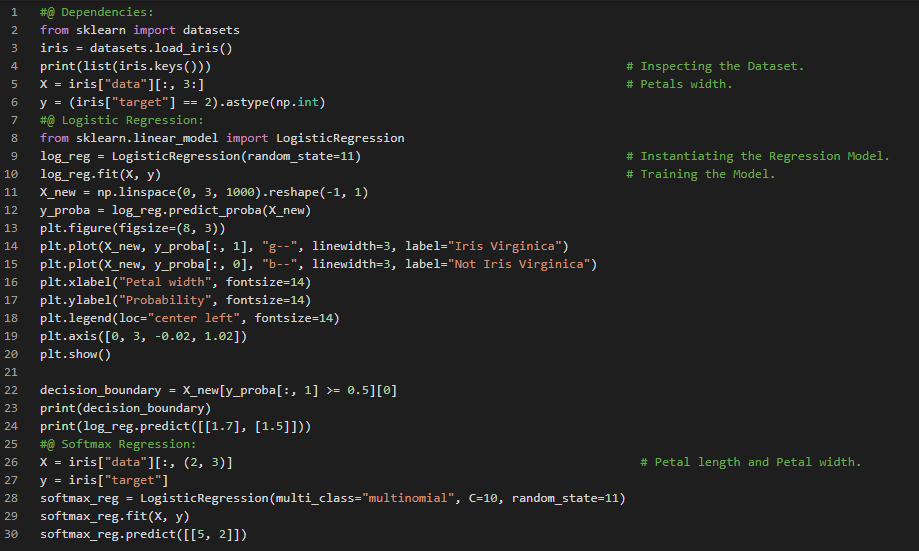 1 #@ Dependencies:
2 from sklearn import datasets
3 iris = datasets.load_iris()
4 print(list(iris.keys())) # Inspecting the Dataset.
5 X = iris["data"][:, 3:] # Petals width.
6 y = (iris["target"] == 2).astype(np.int)
7 #@ Logistic Regression:
8 from sklearn.linear_model import LogisticRegression
9 log_reg = LogisticRegression(random_state=11) # Instantiating the Regression Model.
10 log_reg.fit(X, y) # Training the Model.
11 X_new = np.linspace(0, 3, 1000).reshape(-1, 1)
12 y_proba = log_reg.predict_proba(X_new)
13 plt.figure(figsize=(8, 3))
14 plt.plot(X_new, y_proba[:, 1], "g--", linewidth=3, label="Iris Virginica")
15 plt.plot(X_new, y_proba[:, 0], "b--", linewidth=3, label="Not Iris Virginica")
16 plt.xlabel("Petal width", fontsize=14)
17 plt.ylabel("Probability", fontsize=14)
18 plt.legend(loc="center left", fontsize=14)
19 plt.axis([0, 3, -0.02, 1.02])
20 plt.show()
21
22 decision_boundary = X_new[y_proba[:, 1] >= 0.5][0]
23 print(decision_boundary)
24 print(log_reg.predict([[1.7], [1.5]]))
25 #@ Softmax Regression:
26 X = iris["data"][:, (2, 3)] # Petal length and Petal width.
27 y = iris["target"]
28 softmax_reg = LogisticRegression(multi_class="multinomial", C=10, random_state=11)
29 softmax_reg.fit(X, y)
30 softmax_reg.predict([[5, 2]])